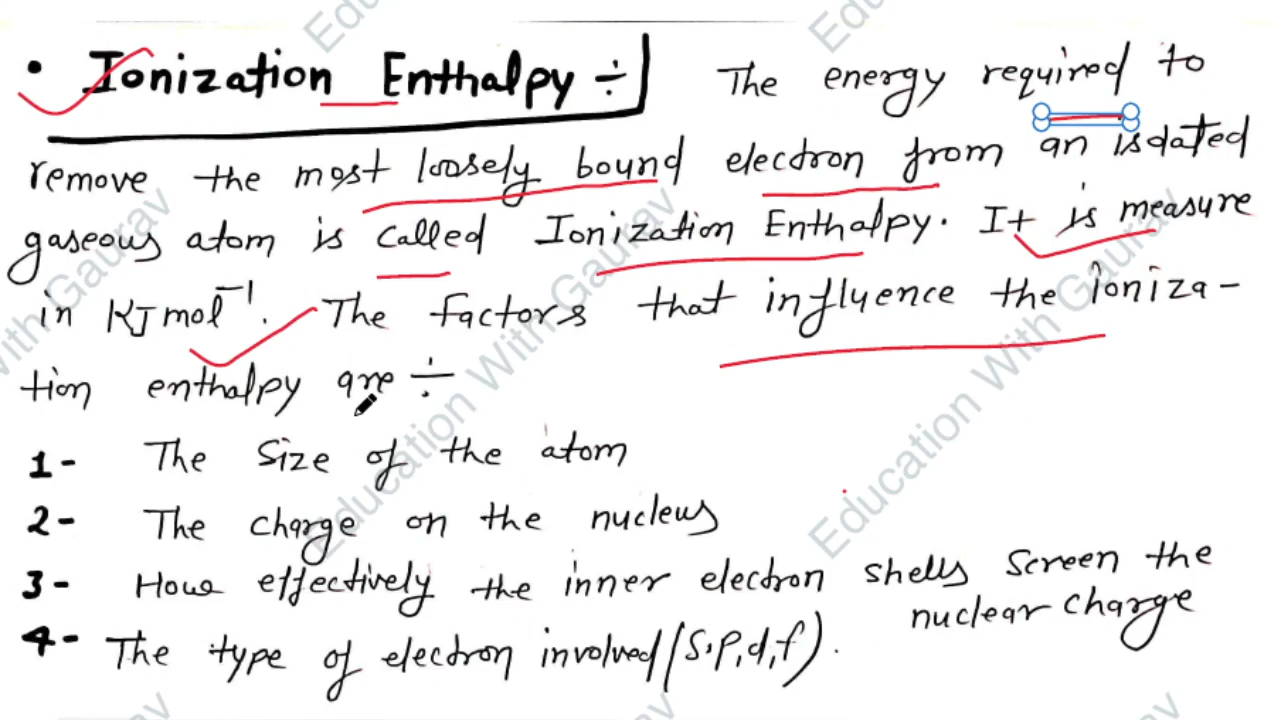 • Ionization Enthalpy ÷ The energy required to
remove the most loosely bound electron from an isolated
gaseous atom is called Ionization Enthalpy. It is measure
in KJ mol⁻¹. The factors that influence the Ioniza-
tion enthalpy are ÷
1- The Size of the atom
2- The charge on the nucleus
3- How effectively the inner electron shells screen the
nuclear charge
4- The type of electron involved (S,P,d,f).
Education With Gaurav